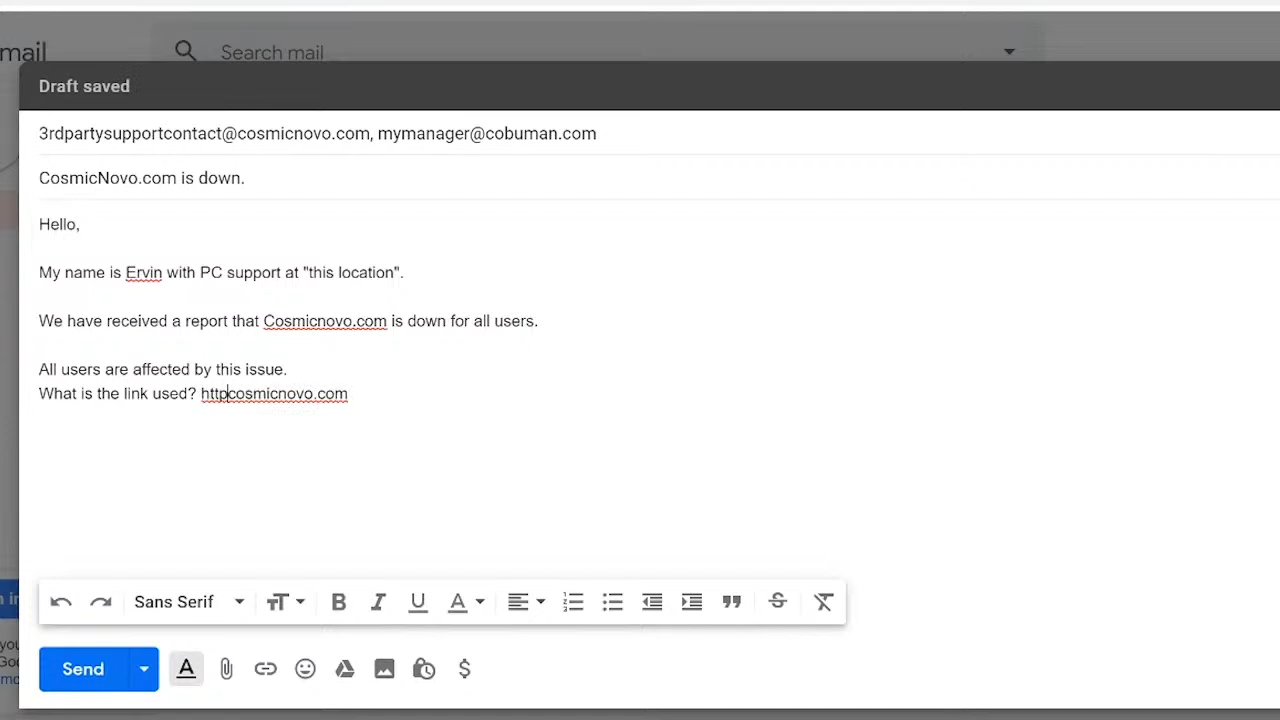 mail
Search mail
Draft saved
3rdpartysupportcontact@cosmicnovo.com, mymanager@cobuman.com
CosmicNovo.com is down.
Hello,
My name is Ervin with PC support at "this location".
We have received a report that Cosmicnovo.com is down for all users.
All users are affected by this issue.
What is the link used? httpcosmicnovo.com
Sans Serif
Send